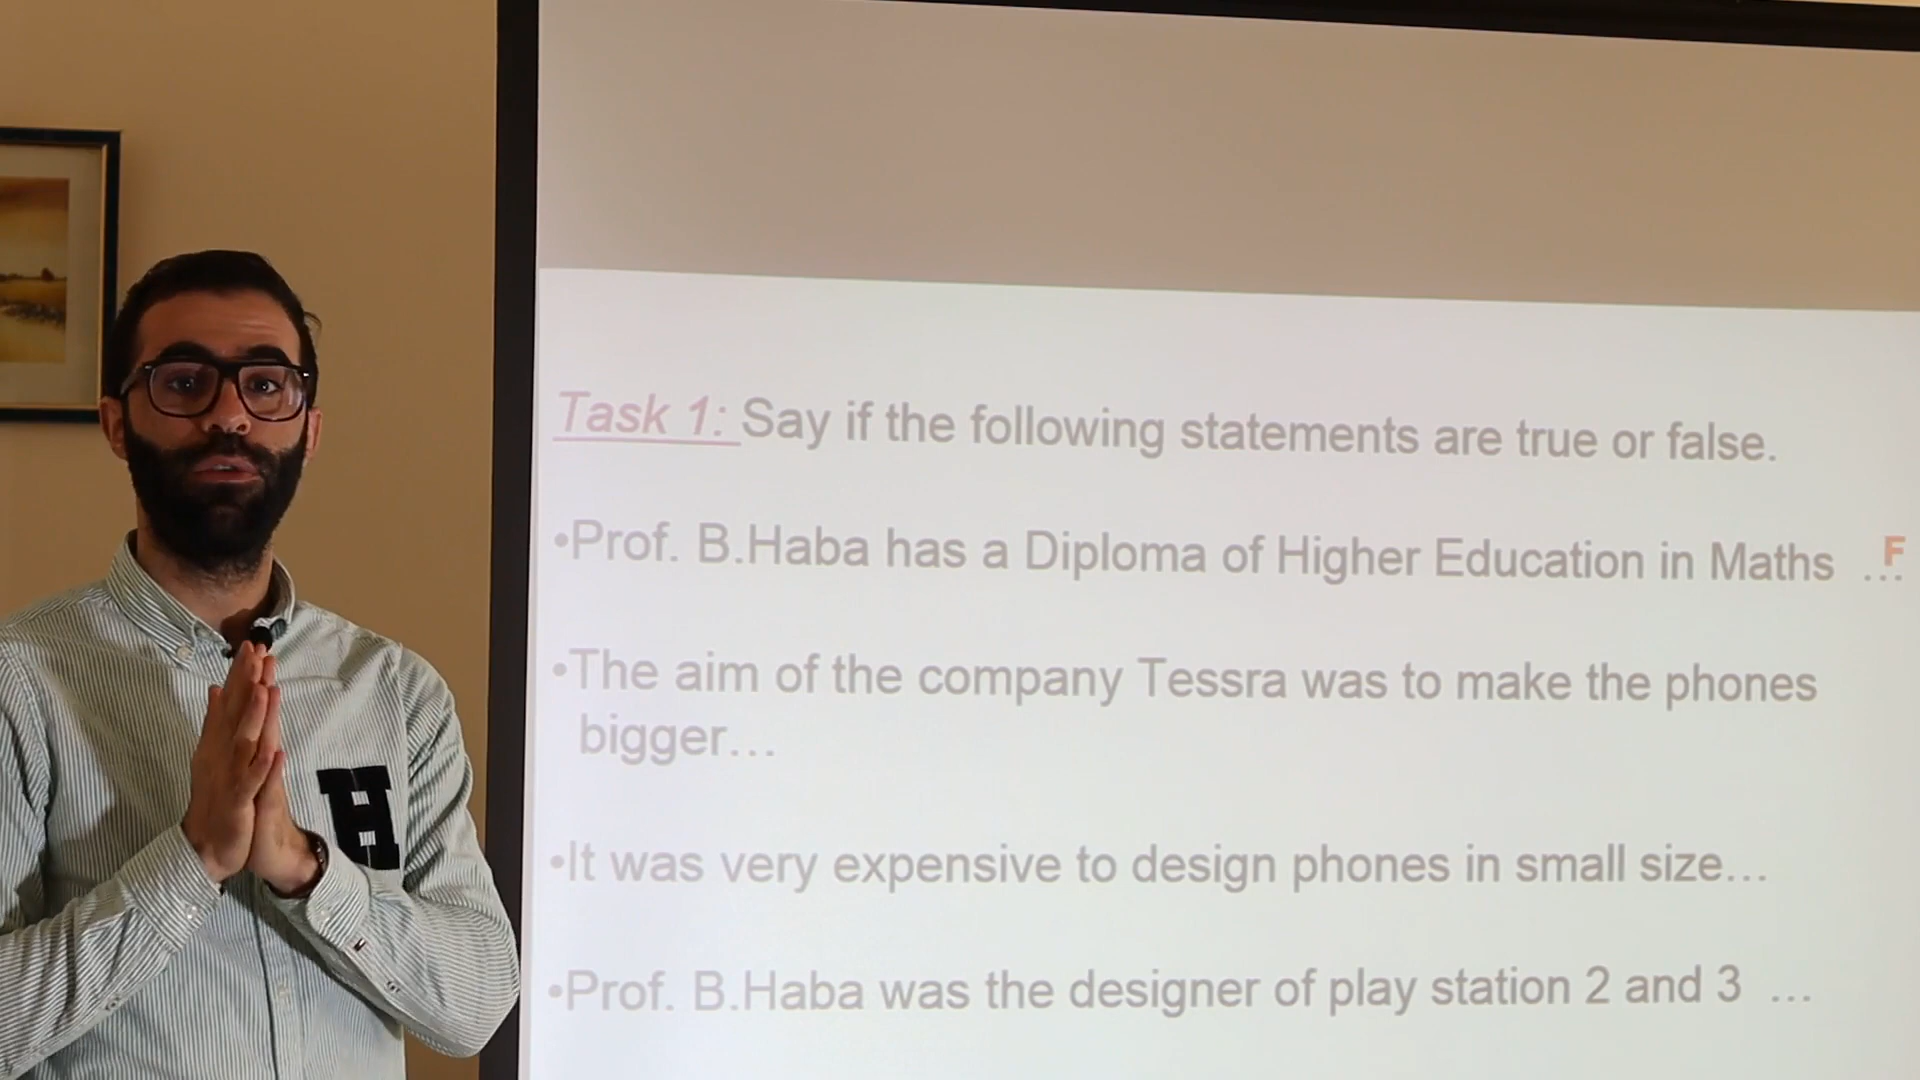 Task 1: Say if the following statements are true or false.
•Prof. B.Haba has a Diploma of Higher Education in Maths ...F
•The aim of the company Tessra was to make the phones
bigger...
•It was very expensive to design phones in small size...
•Prof. B.Haba was the designer of play station 2 and 3 ...
H